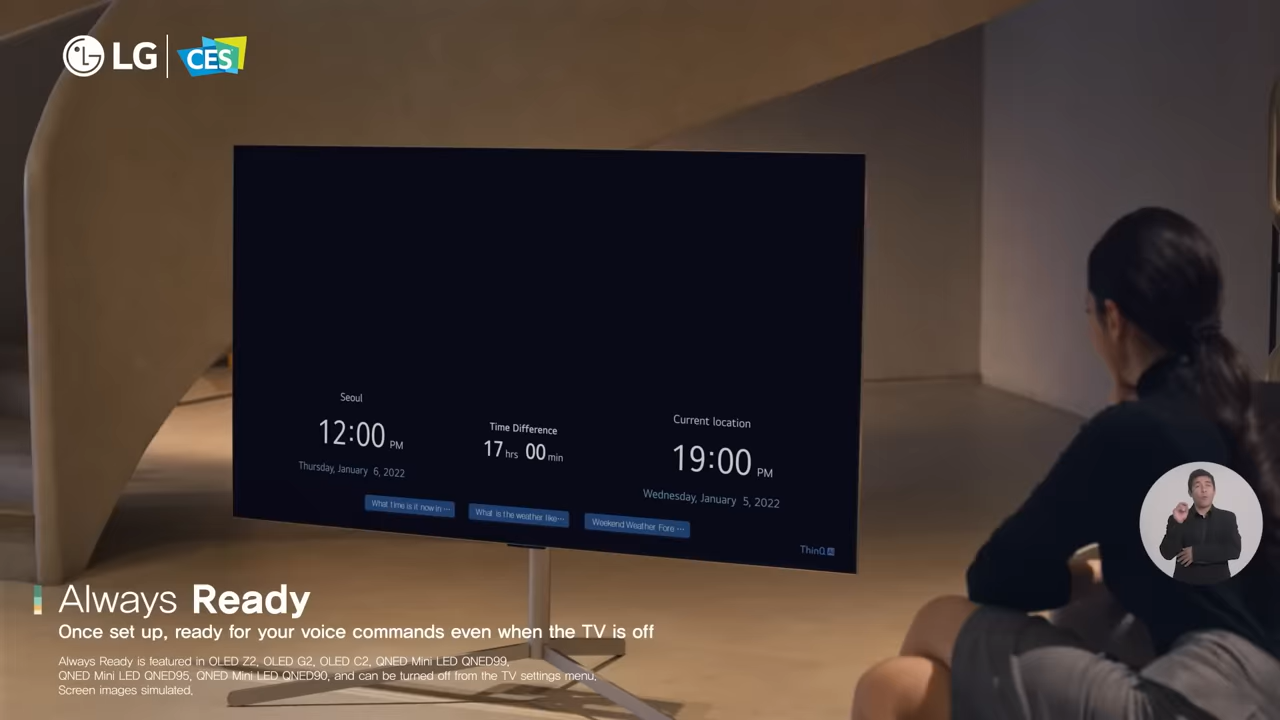 LG CES
Seoul
12:00 PM
Thursday, January 6, 2022
Time Difference
17 hrs 00 min
Current location
19:00 PM
Wednesday, January 5, 2022
What time is it now in ···
What is the weather like···
Weekend Weather Fore ···
ThinQ AI
Always Ready
Once set up, ready for your voice commands even when the TV is off
Always Ready is featured in OLED Z2, OLED G2, OLED C2, QNED Mini LED QNED99,
QNED Mini LED QNED95, QNED Mini LED QNED90, and can be turned off from the TV settings menu.
Screen images simulated.